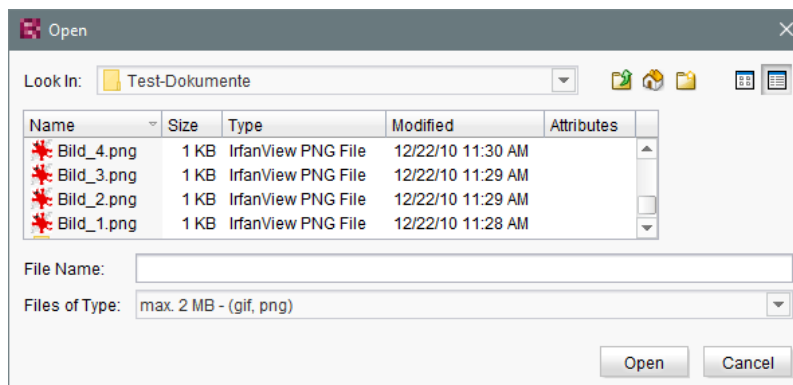 Open
Look In: Test-Dokumente
Name Size Type Modified Attributes
Bild_4.png 1 KB IrfanView PNG File 12/22/10 11:30 AM
Bild_3.png 1 KB IrfanView PNG File 12/22/10 11:29 AM
Bild_2.png 1 KB IrfanView PNG File 12/22/10 11:29 AM
Bild_1.png 1 KB IrfanView PNG File 12/22/10 11:28 AM
File Name:
Files of Type: max. 2 MB - (gif, png)
Open Cancel